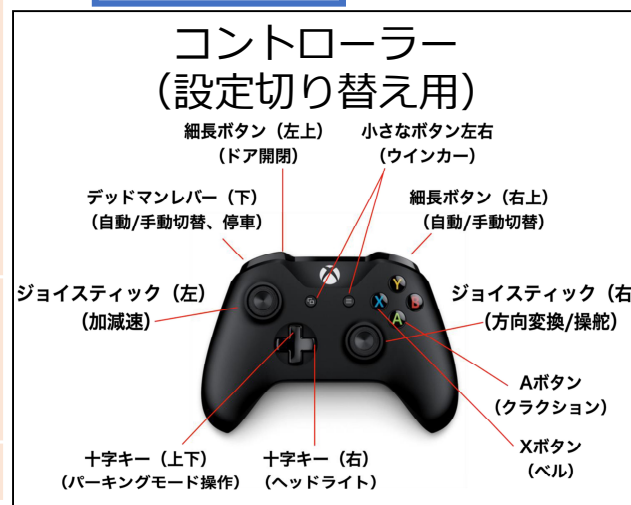 コントローラー
（設定切り替え用）
細長ボタン（左上）
（ドア開閉）
小さなボタン左右
（ウインカー）
デッドマンレバー（下）
（自動/手動切替、停車）
細長ボタン（右上）
（自動/手動切替）
ジョイスティック（左）
（加減速）
ジョイスティック（右
（方向変換/操舵）
Y
X
B
A
Aボタン
（クラクション）
Xボタン
（ベル）
十字キー（上下）
（パーキングモード操作）
十字キー（右）
（ヘッドライト）